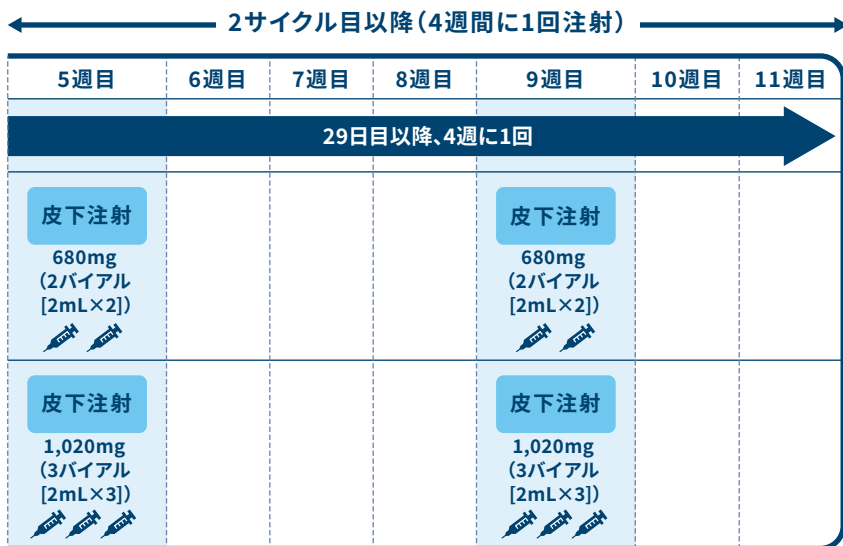 2サイクル目以降(4週間に1回注射)
5週目 6週目 7週目 8週目 9週目 10週目 11週目
29日目以降、4週に1回
皮下注射 皮下注射
680mg 680mg
(2バイアル (2バイアル
[2mL×2]) [2mL×2])
皮下注射 皮下注射
1,020mg 1,020mg
(3バイアル (3バイアル
[2mL×3]) [2mL×3])